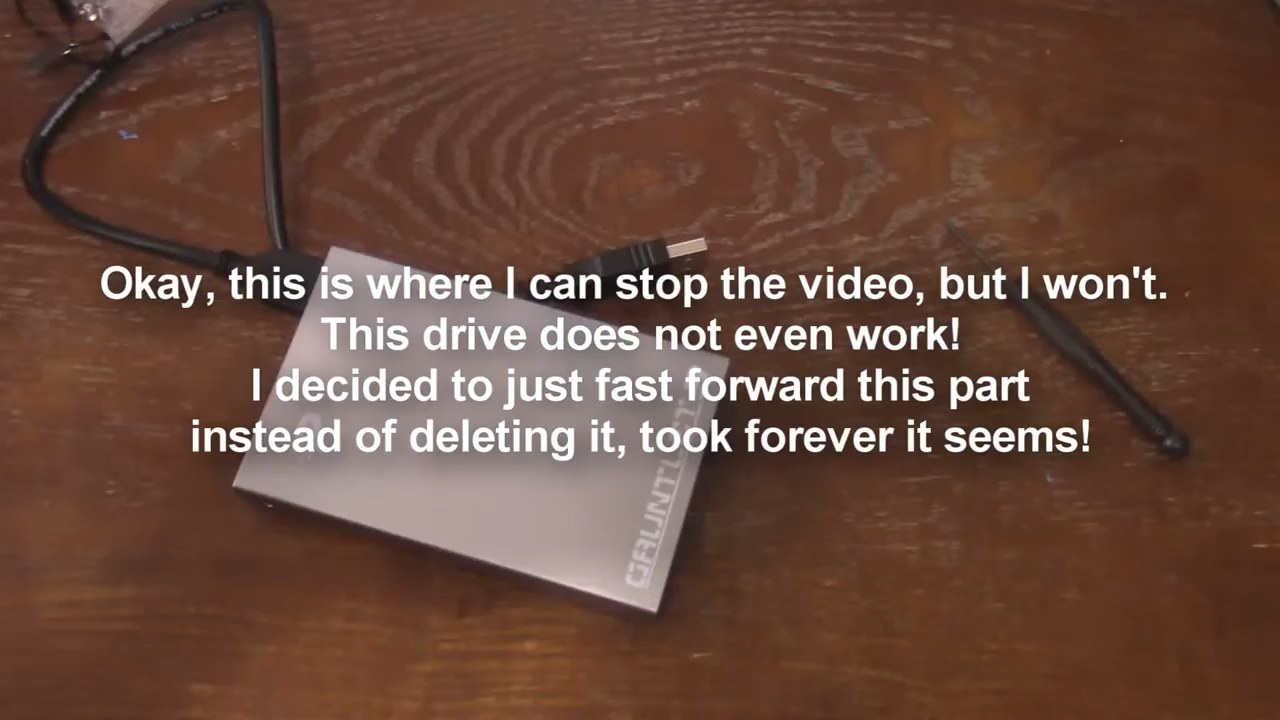 Okay, this is where I can stop the video, but I won't.
This drive does not even work!
I decided to just fast forward this part
instead of deleting it, took forever it seems!